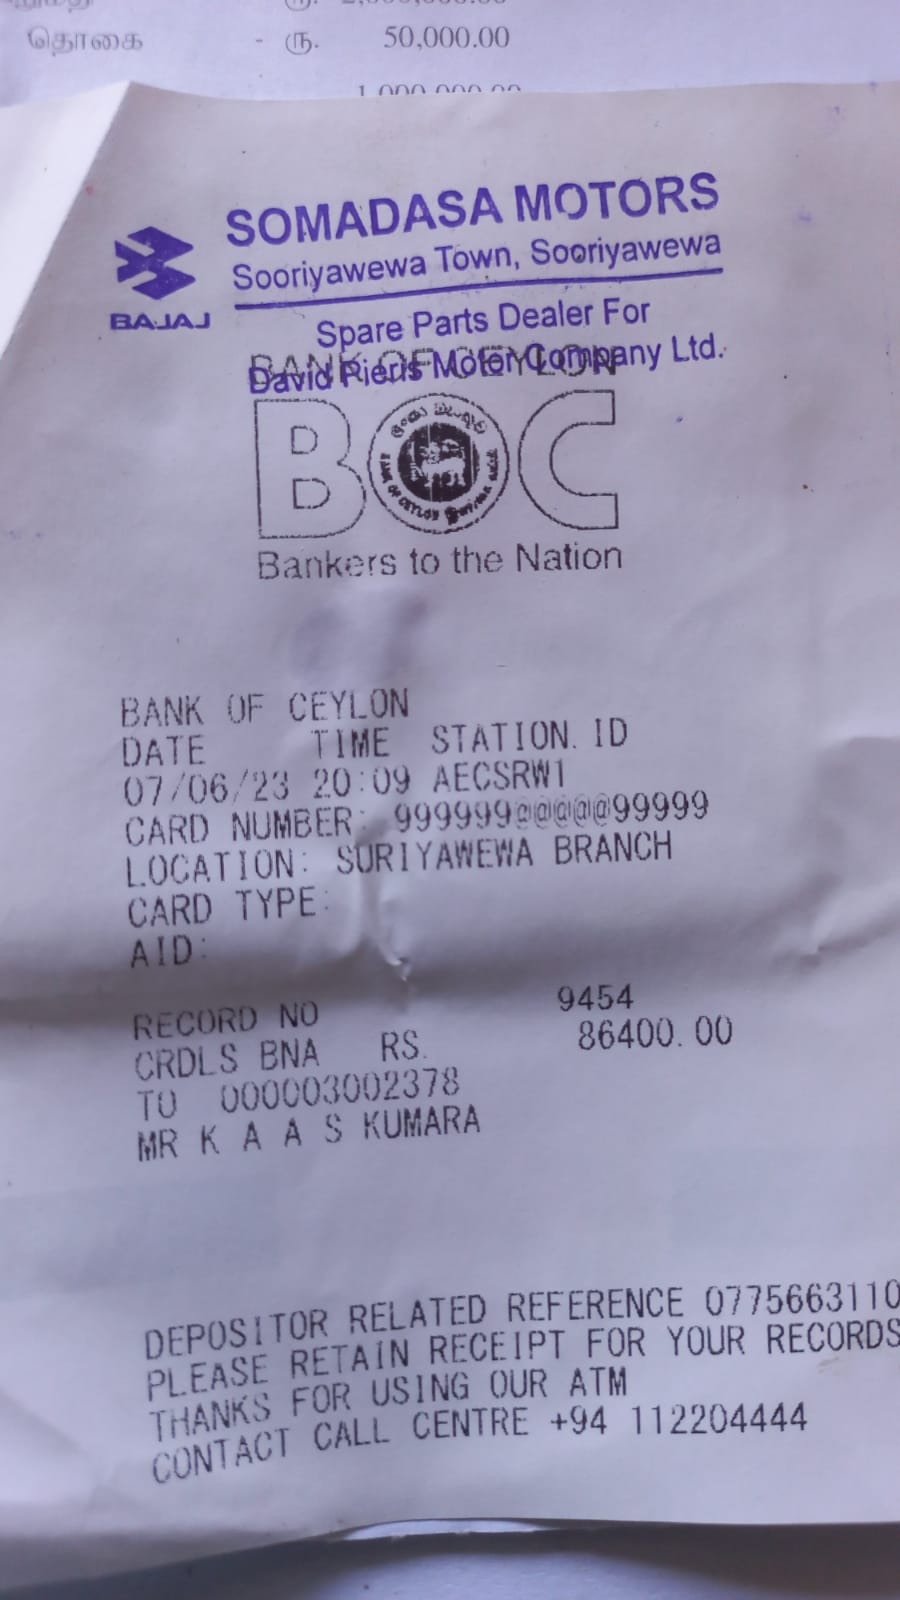 தொகை - ரூ. 50,000.00
1,000,000.00
SOMADASA MOTORS
Sooriyawewa Town, Sooriyawewa
BAJAJ
Spare Parts Dealer For
BANK OF CEYLON
David Pieris Motor Company Ltd.
BOC
Bankers to the Nation
BANK OF CEYLON
DATE TIME STATION. ID
07/06/23 20:09 AECSRW1
CARD NUMBER: 999999@@@@@99999
LOCATION: SURIYAWEWA BRANCH
CARD TYPE:
AID:
RECORD NO 9454
CRDLS BNA RS. 86400.00
TO 000003002378
MR K A A S KUMARA
DEPOSITOR RELATED REFERENCE 0775663110
PLEASE RETAIN RECEIPT FOR YOUR RECORDS
THANKS FOR USING OUR ATM
CONTACT CALL CENTRE +94 112204444